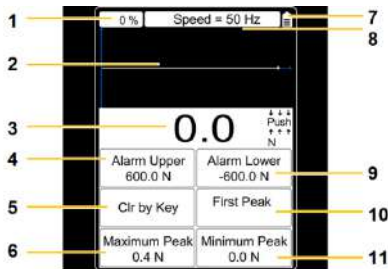 1 0 % Speed = 50 Hz 7
8
2
3 0.0 Push
N
4 Alarm Upper Alarm Lower
600.0 N -600.0 N 9
5 Clr by Key First Peak
10
6 Maximum Peak Minimum Peak
0.4 N 0.0 N 11